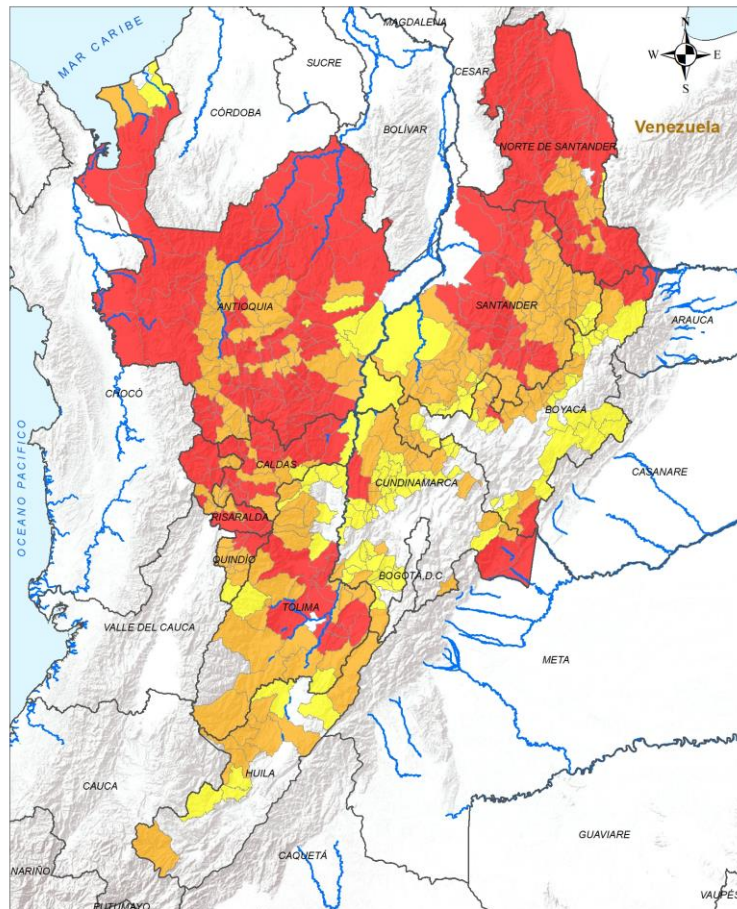 MAGDALENA
N
W E
S
MAR CARIBE
SUCRE
CESAR
CÓRDOBA
BOLÍVAR
Venezuela
NORTE DE SANTANDER
ANTIOQUIA
SANTANDER
ARAUCA
CHOCÓ
BOYACÁ
OCEANO PACIFICO
CALDAS
CUNDINAMARCA
CASANARE
RISARALDA
QUINDÍO
BOGOTÁ, D.C
TOLIMA
VALLE DEL CAUCA
META
HUILA
CAUCA
GUAVIARE
CAQUETÁ
NARIÑO
PUTUMAYO
VAUPÉS